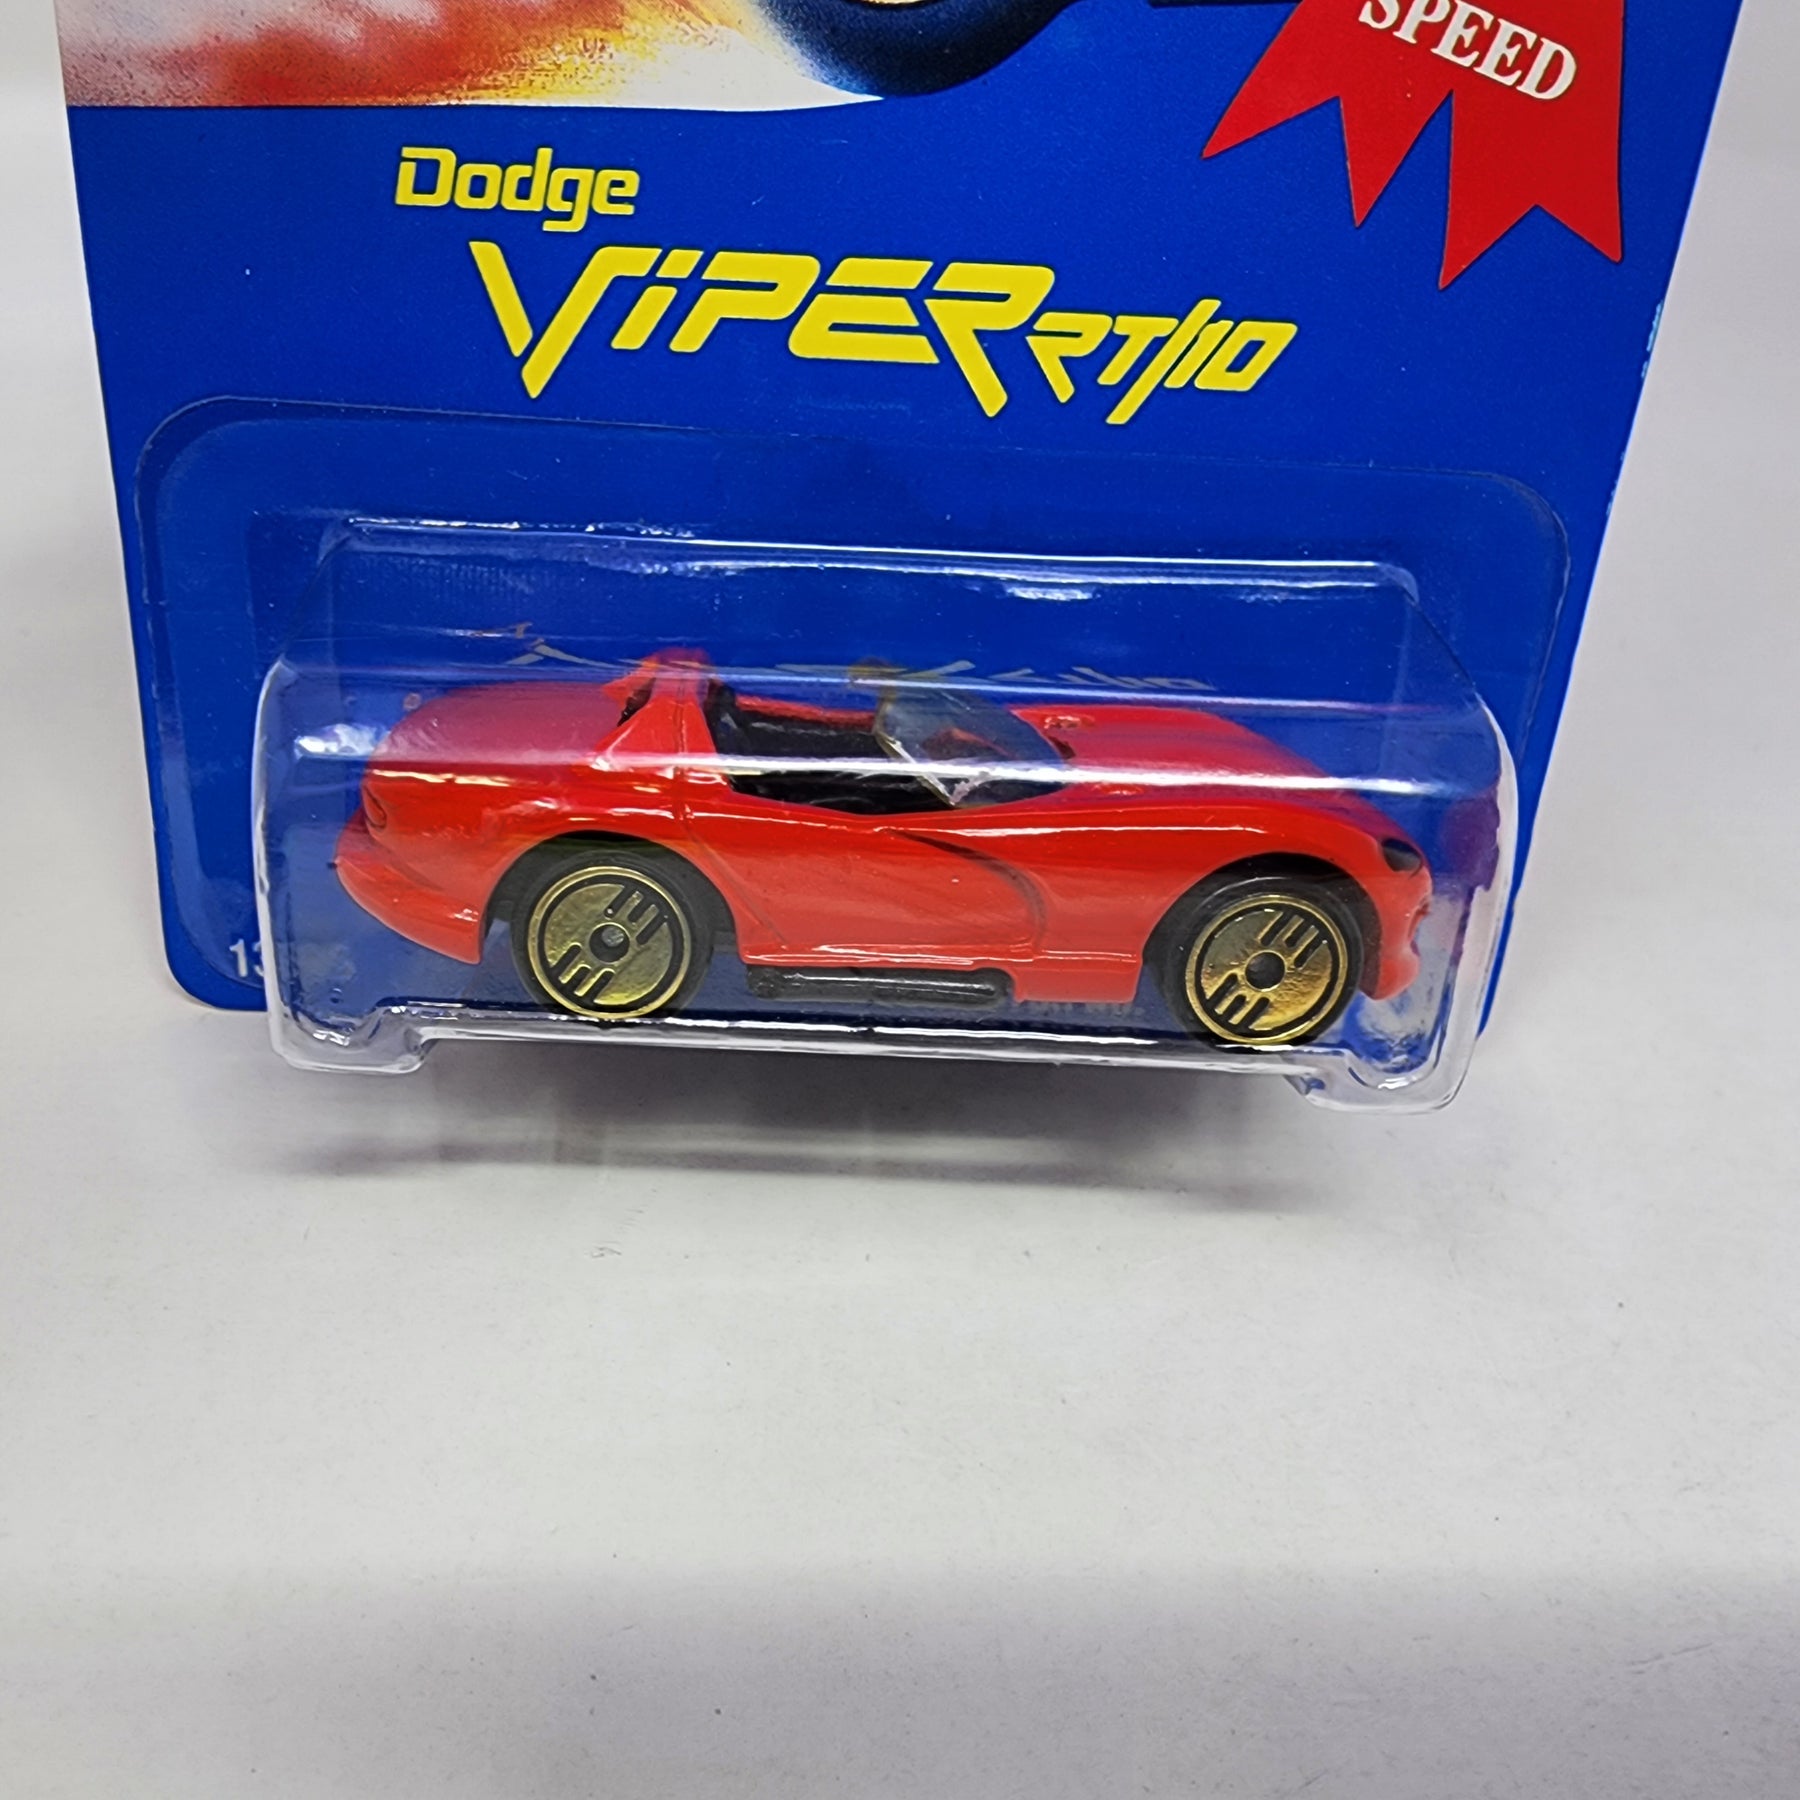 SPEED
Dodge
VIPER RT/10